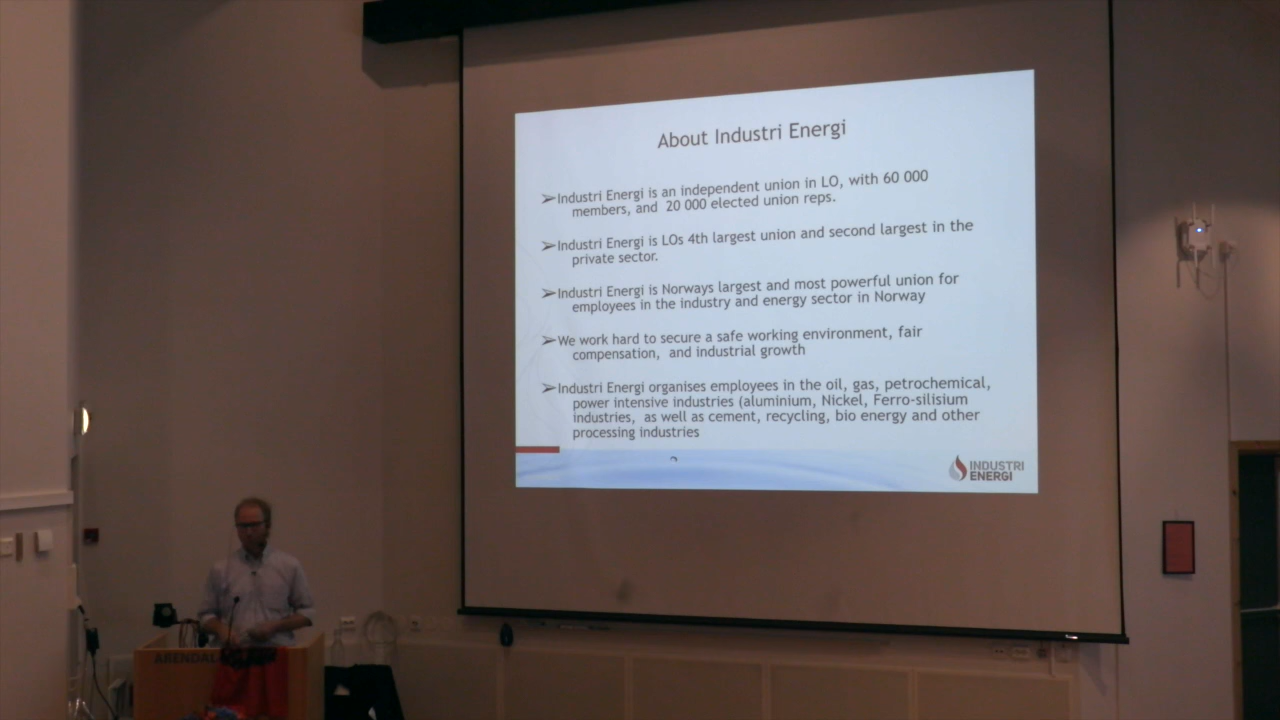 About Industri Energi
➢Industri Energi is an independent union in LO, with 60 000
members, and 20 000 elected union reps.
➢Industri Energi is LOs 4th largest union and second largest in the
private sector.
➢Industri Energi is Norways largest and most powerful union for
employees in the industry and energy sector in Norway
➢We work hard to secure a safe working environment, fair
compensation, and industrial growth
➢Industri Energi organises employees in the oil, gas, petrochemical,
power intensive industries (aluminium, Nickel, Ferro-silisium
industries, as well as cement, recycling, bio energy and other
processing industries
INDUSTRI
ENERGI